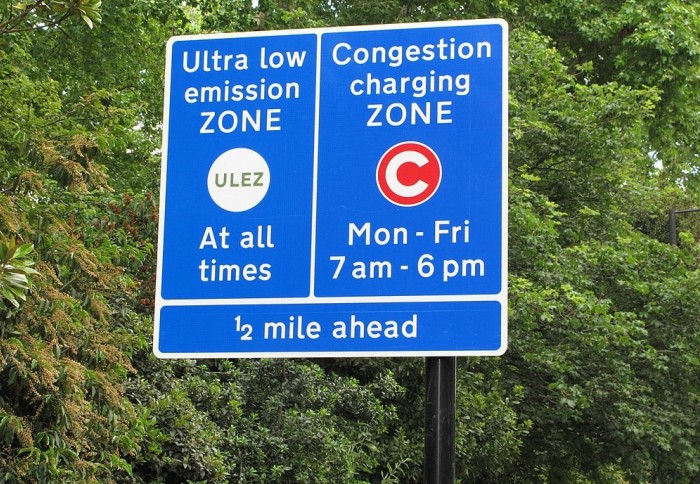 Ultra low
emission
ZONE
ULEZ
At all
times
Congestion
charging
ZONE
C
Mon - Fri
7 am - 6 pm
½ mile ahead